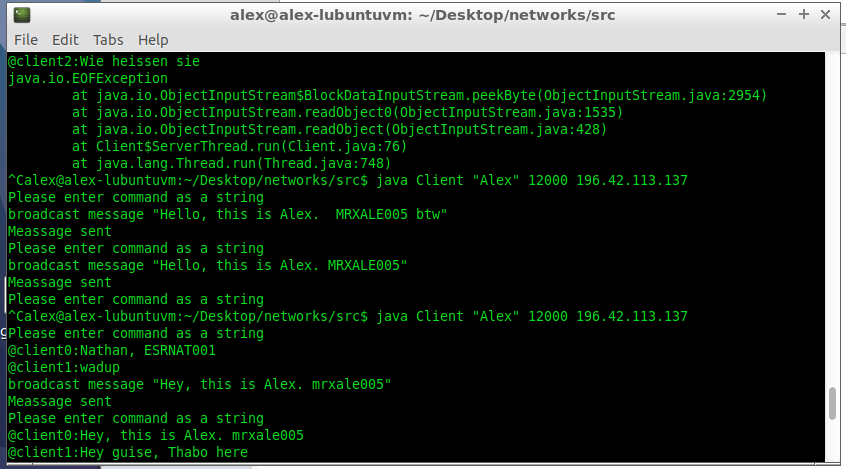 alex@alex-lubuntuvm: ~/Desktop/networks/src
File Edit Tabs Help
@client2:Wie heissen sie
java.io.EOFException
        at java.io.ObjectInputStream$BlockDataInputStream.peekByte(ObjectInputStream.java:2954)
        at java.io.ObjectInputStream.readObject0(ObjectInputStream.java:1535)
        at java.io.ObjectInputStream.readObject(ObjectInputStream.java:428)
        at Client$ServerThread.run(Client.java:76)
        at java.lang.Thread.run(Thread.java:748)
^Calex@alex-lubuntuvm:~/Desktop/networks/src$ java Client "Alex" 12000 196.42.113.137
Please enter command as a string
broadcast message "Hello, this is Alex.  MRXALE005 btw"
Meassage sent
Please enter command as a string
broadcast message "Hello, this is Alex. MRXALE005"
Meassage sent
Please enter command as a string
^Calex@alex-lubuntuvm:~/Desktop/networks/src$ java Client "Alex" 12000 196.42.113.137
Please enter command as a string
@client0:Nathan, ESRNAT001
@client1:wadup
broadcast message "Hey, this is Alex. mrxale005"
Meassage sent
Please enter command as a string
@client0:Hey, this is Alex. mrxale005
@client1:Hey guise, Thabo here